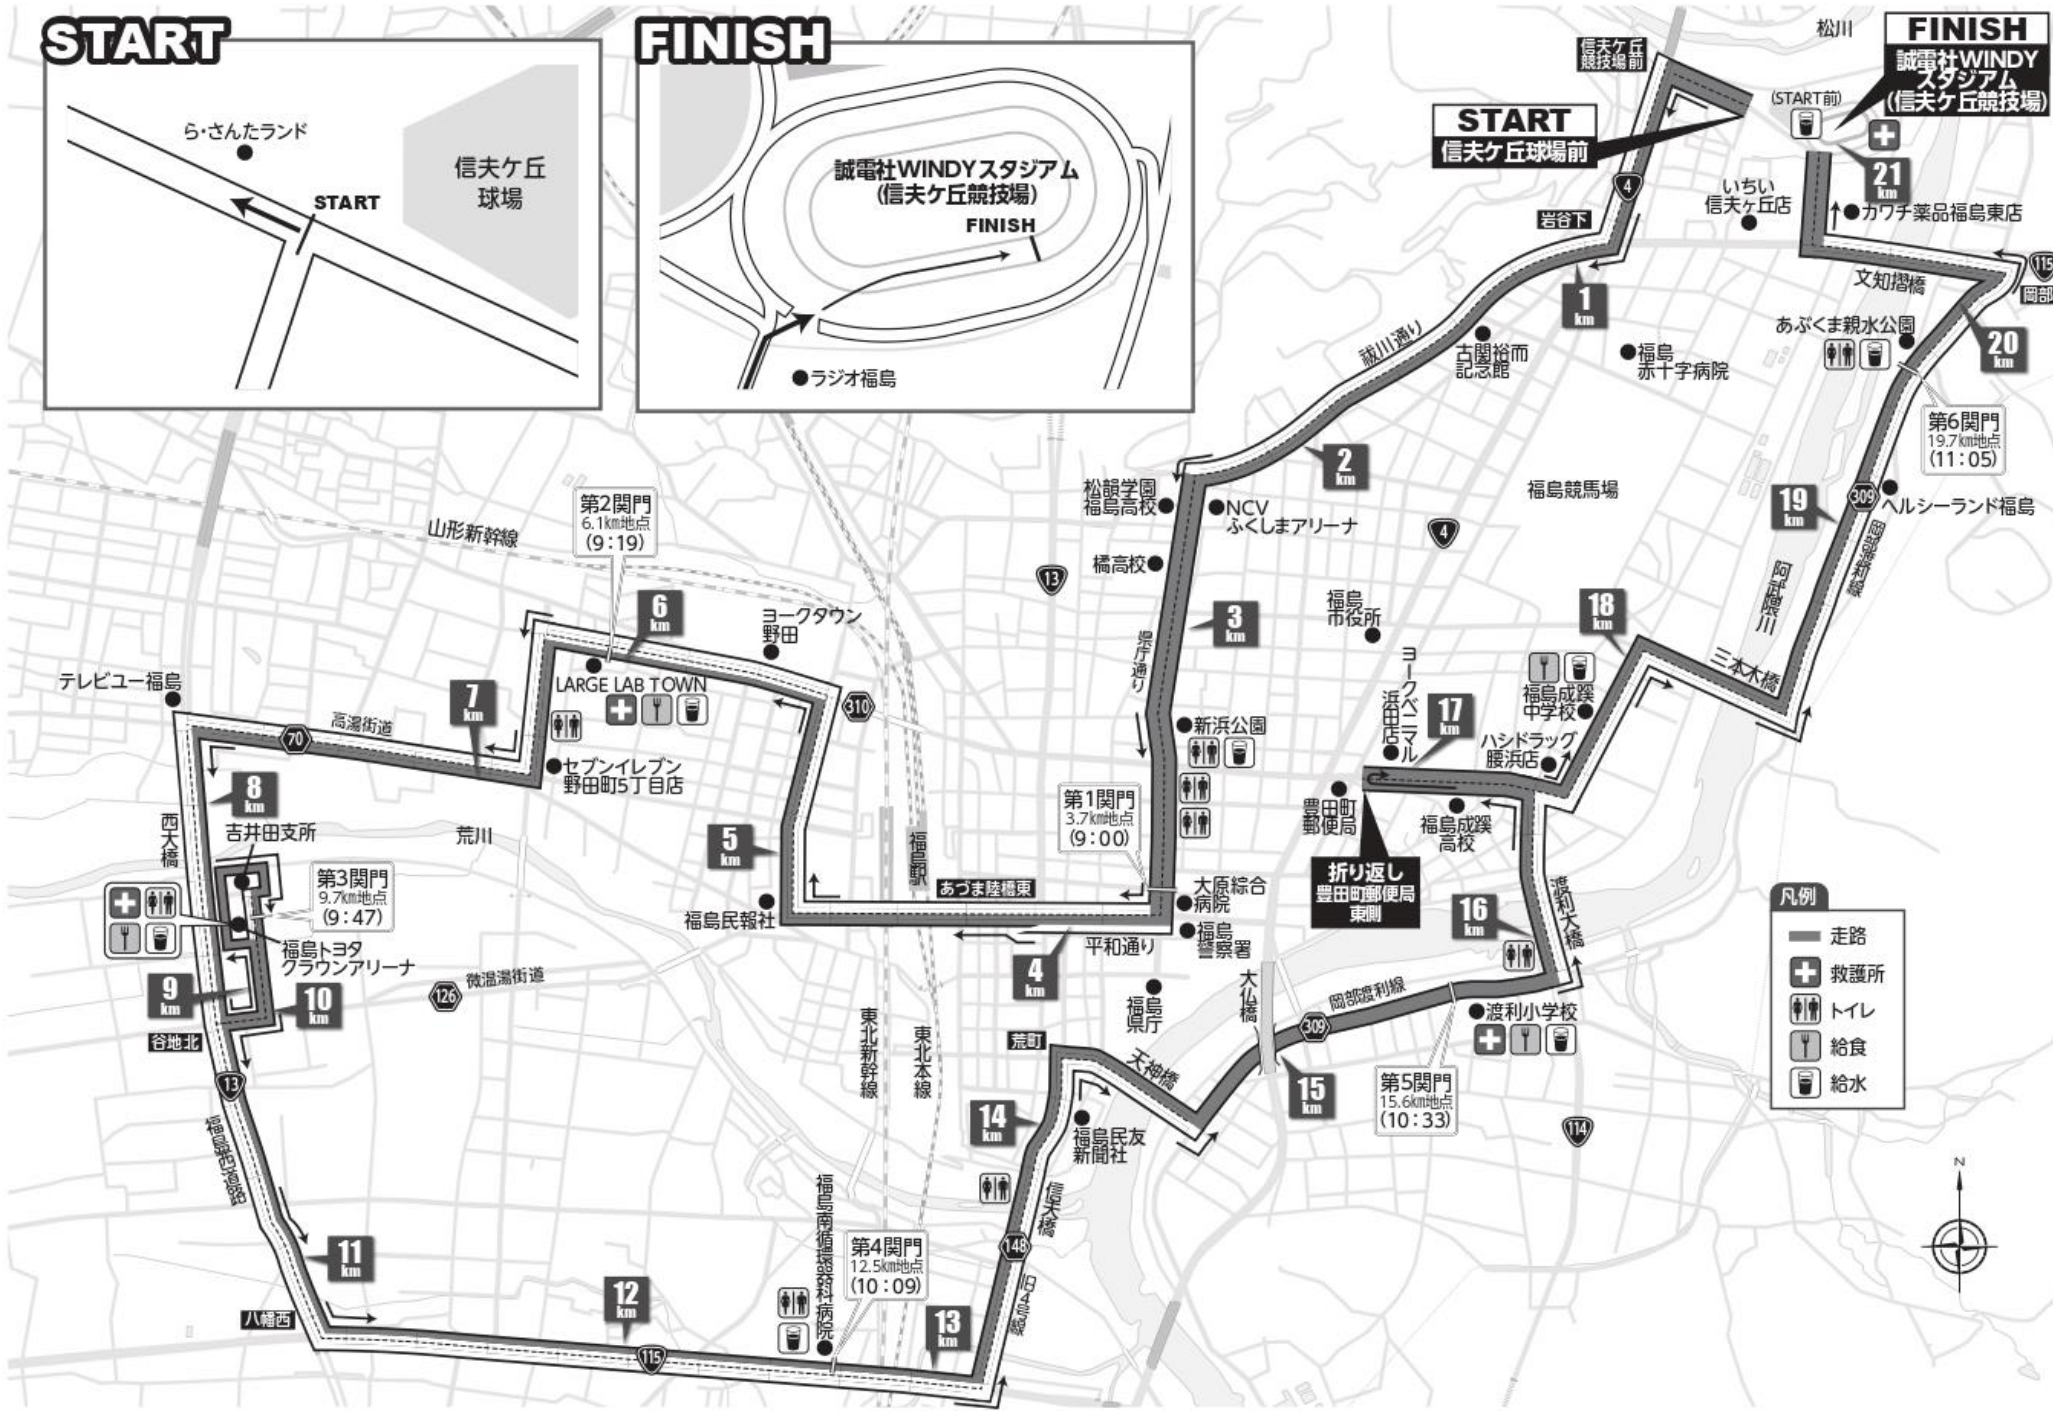 START
ら・さんたランド
信夫ケ丘
球場
START
FINISH
誠電社WINDYスタジアム
(信夫ケ丘競技場)
FINISH
ラジオ福島
松川
FINISH
誠電社WINDY
スタジアム
(信夫ケ丘競技場)
(START前)
信夫ケ丘
競技場前
START
信夫ケ丘球場前
4
21
km
いちい
信夫ヶ丘店
カワチ薬品福島東店
岩谷下
115
岡部
文知摺橋
1
km
祓川通り
古関裕而
記念館
福島
赤十字病院
あぶくま親水公園
20
km
第6関門
19.7km地点
(11:05)
2
km
松韻学園
福島高校
NCV
ふくしまアリーナ
福島競馬場
19
km
309
ヘルシーランド福島
岡部渡利線
阿武隈川
4
13
橘高校
3
km
県庁通り
福島
市役所
18
km
三本木橋
山形新幹線
第2関門
6.1km地点
(9:19)
6
km
ヨークタウン
野田
LARGE LAB TOWN
310
テレビユー福島
7
km
高湯街道
70
セブンイレブン
野田町5丁目店
新浜公園
ヨークベニマル
浜田店
17
km
福島成蹊
中学校
ハシドラッグ
腰浜店
8
km
吉井田支所
西大橋
荒川
5
km
福島駅
第1関門
3.7km地点
(9:00)
豊田町
郵便局
福島成蹊
高校
折り返し
豊田町郵便局
東側
第3関門
9.7km地点
(9:47)
福島トヨタ
クラウンアリーナ
福島民報社
あづま陸橋東
大原綜合
病院
福島
警察署
平和通り
4
km
16
km
渡利大橋
凡例
走路
救護所
トイレ
給食
給水
9
km
10
km
126
微温湯街道
谷地北
東北新幹線
東北本線
福島
県庁
大仏橋
岡部渡利線
309
渡利小学校
荒町
天神橋
15
km
第5関門
15.6km地点
(10:33)
114
13
福島西道路
14
km
福島民友
新聞社
信夫橋
148
旧4号線
11
km
八幡西
12
km
115
福島南循環器科病院
第4関門
12.5km地点
(10:09)
13
km
N